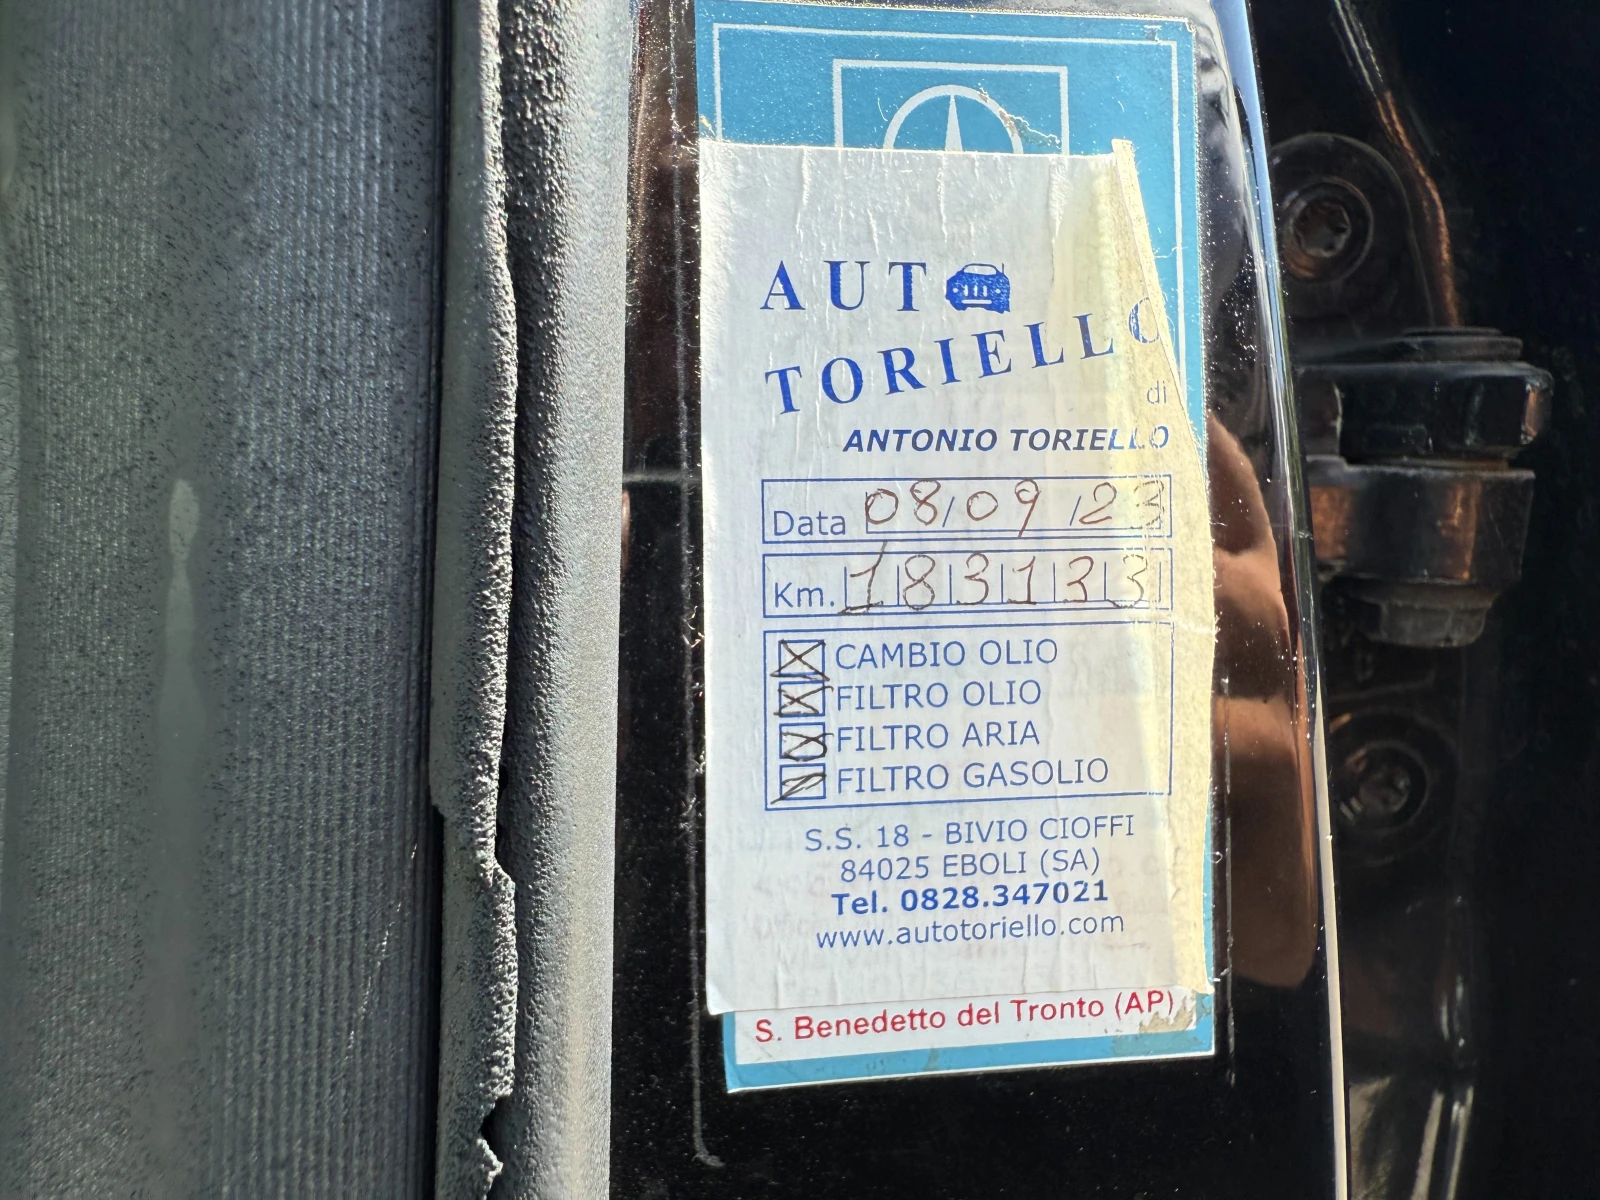 AUTO
TORIELLO
di
ANTONIO TORIELLO
Data 08/09/23
Km. 183133
CAMBIO OLIO
FILTRO OLIO
FILTRO ARIA
FILTRO GASOLIO
S.S. 18 - BIVIO CIOFFI
84025 EBOLI (SA)
Tel. 0828.347021
www.autotoriello.com
S. Benedetto del Tronto (AP)